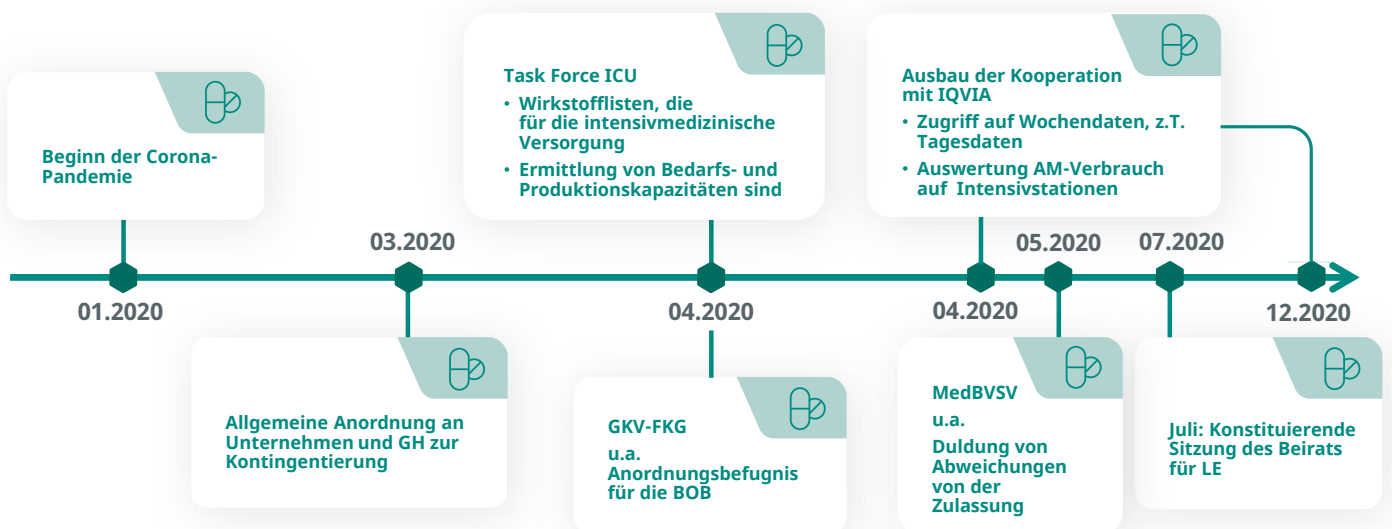 Beginn der Corona-
Pandemie
01.2020
03.2020
Allgemeine Anordnung an
Unternehmen und GH zur
Kontingentierung
Task Force ICU
• Wirkstofflisten, die
für die intensivmedizinische
Versorgung
• Ermittlung von Bedarfs- und
Produktionskapazitäten sind
04.2020
GKV-FKG
u.a.
Anordnungsbefugnis
für die BOB
Ausbau der Kooperation
mit IQVIA
• Zugriff auf Wochendaten, z.T.
Tagesdaten
• Auswertung AM-Verbrauch
auf Intensivstationen
04.2020
05.2020
MedBVSV
u.a.
Duldung von
Abweichungen
von der
Zulassung
07.2020
Juli: Konstituierende
Sitzung des Beirats
für LE
12.2020